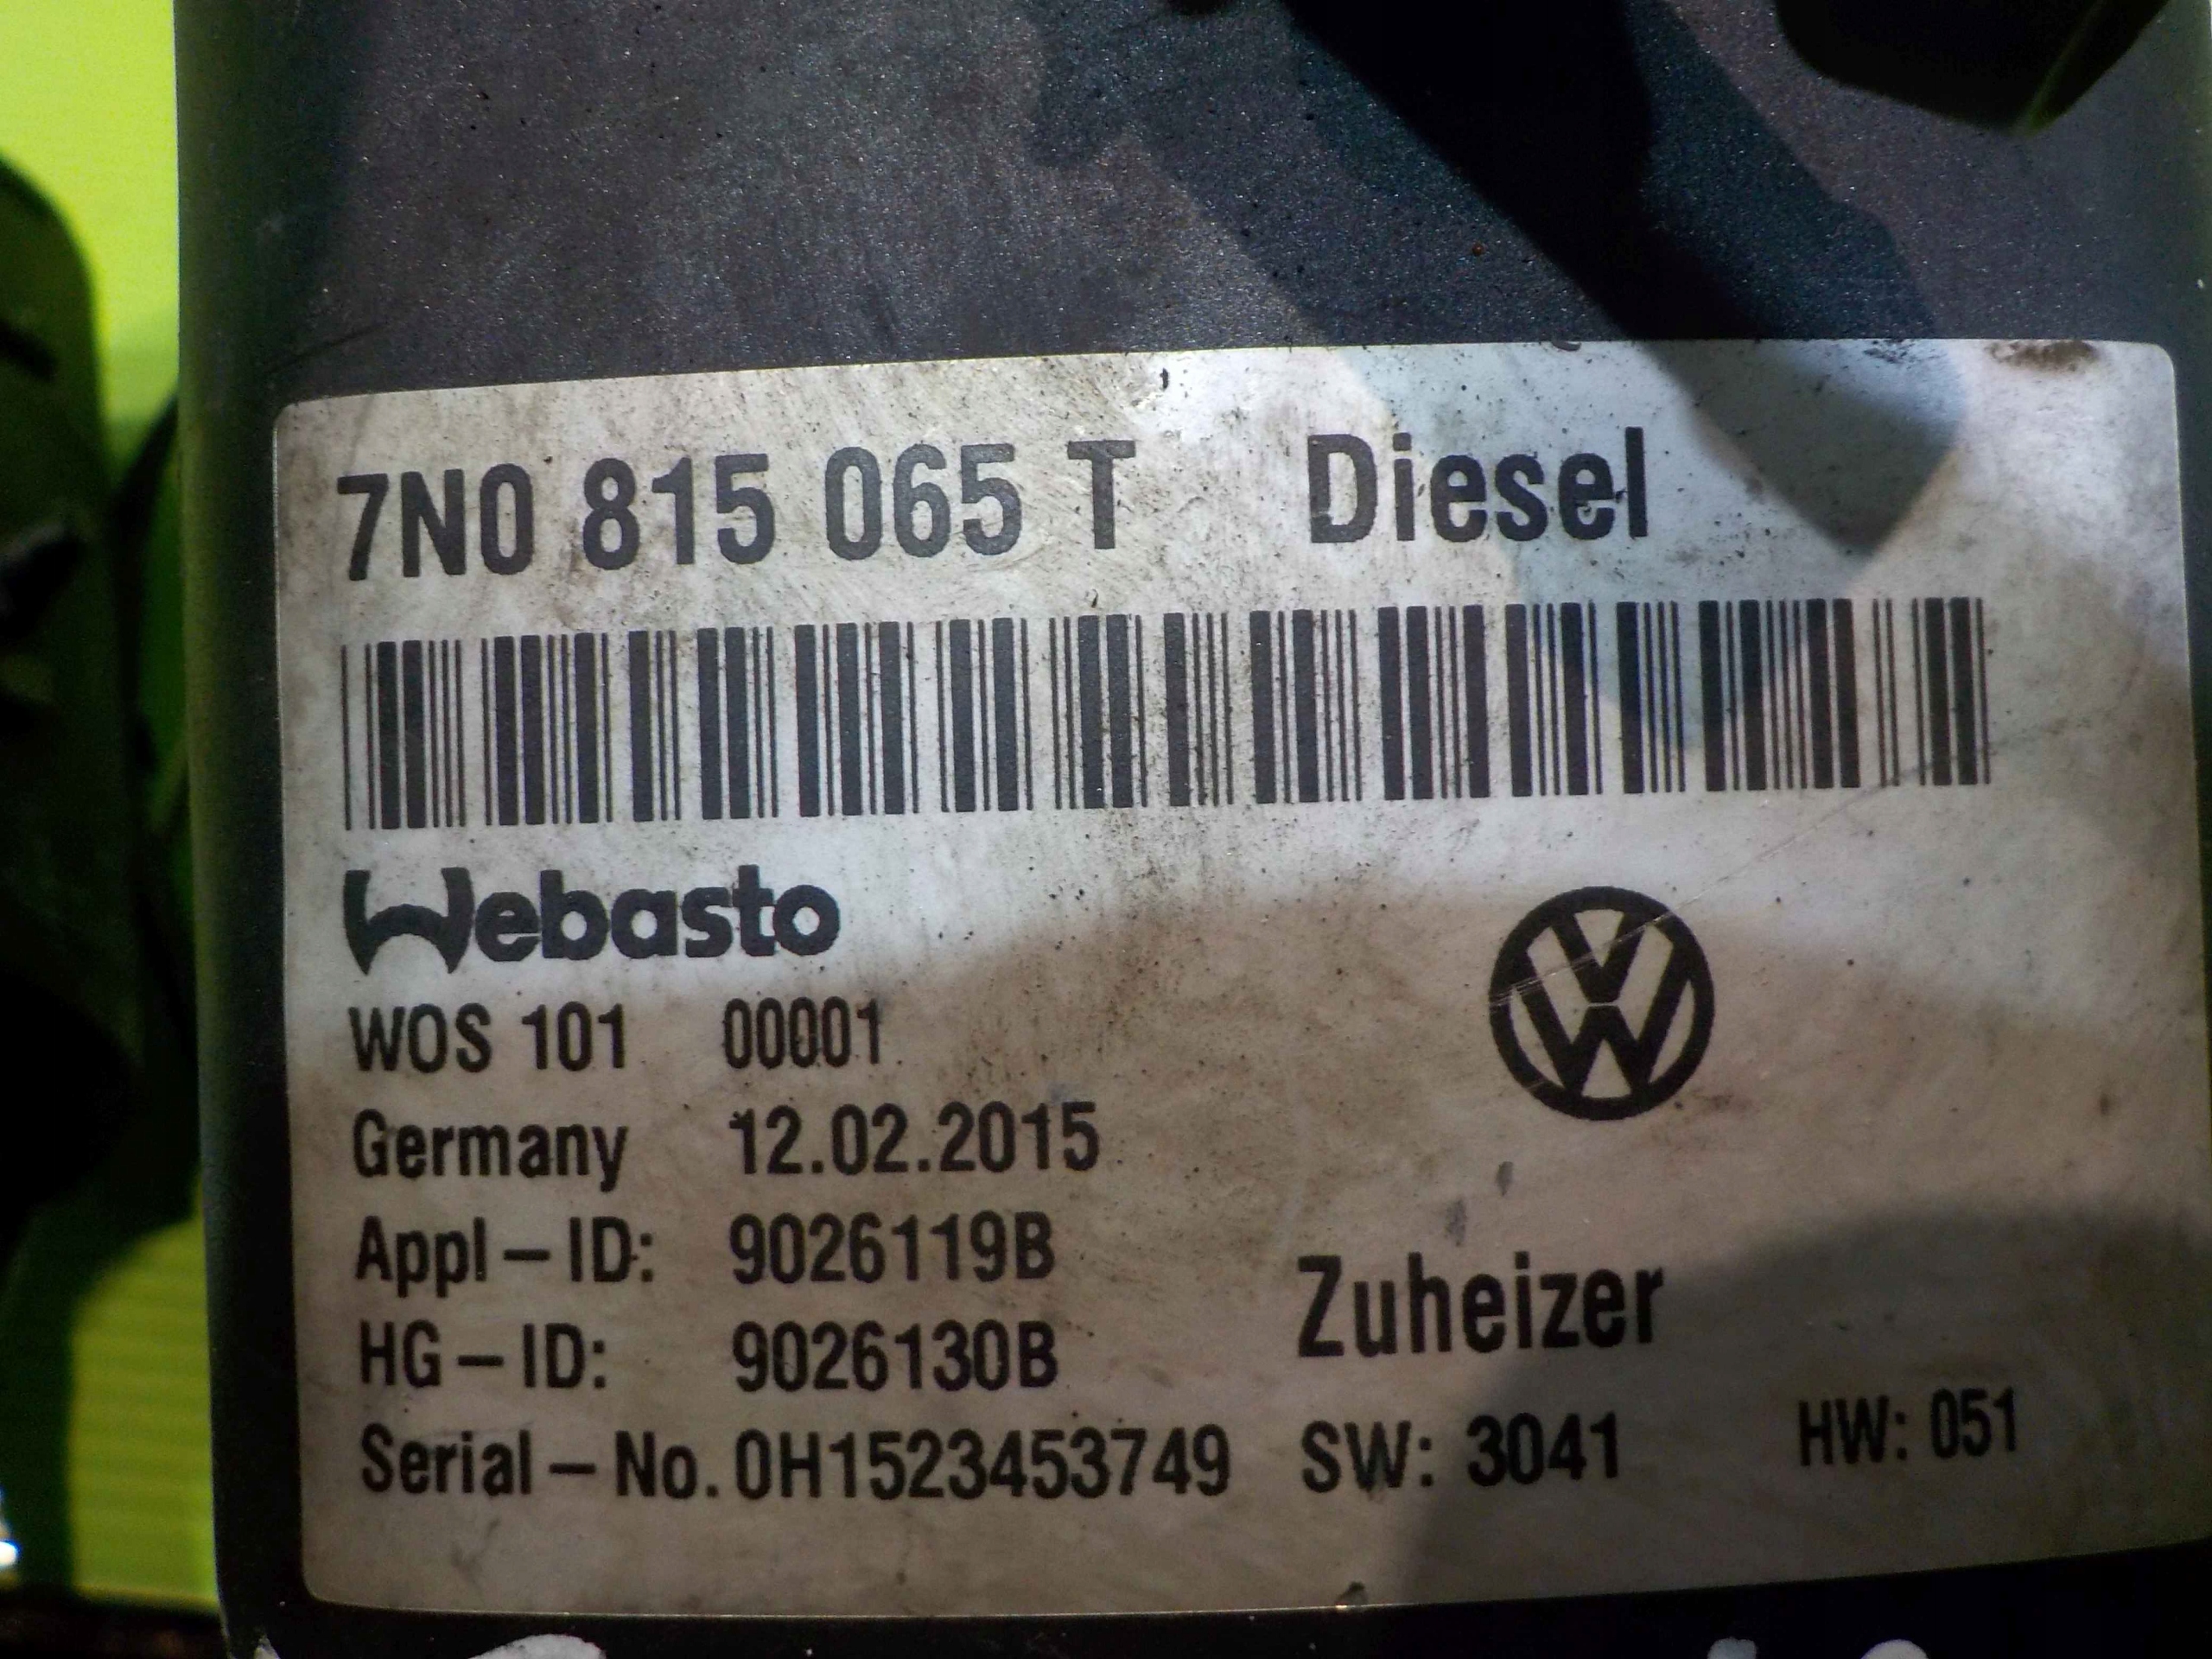 7N0 815 065 T Diesel
Webasto
WOS 101 00001
VW
Germany 12.02.2015
Appl-ID: 9026119B
HG-ID: 9026130B
Zuheizer
Serial-No. 0H1523453749 SW: 3041 HW: 051